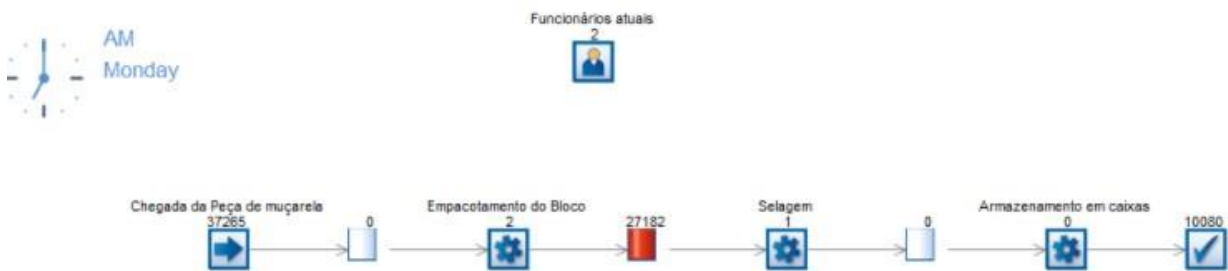 Funcionários atuais
2
AM
Monday
Chegada da Peça de muçarela
37265
0
Empacotamento do Bloco
2
27182
Selagem
1
0
Armazenamento em caixas
0
10080